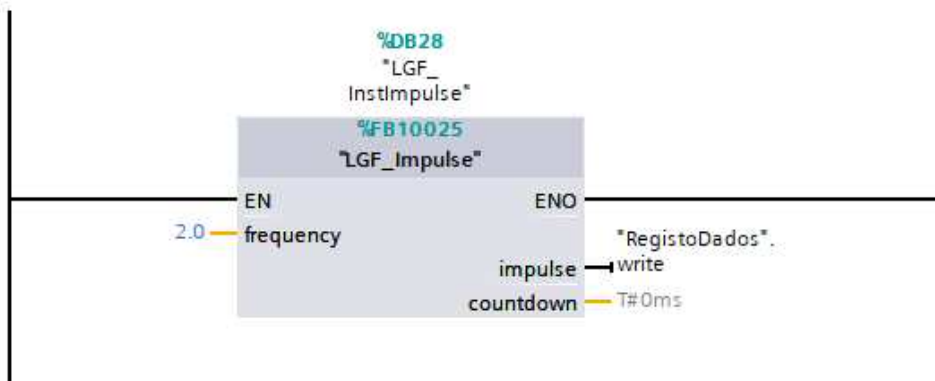 %DB28
"LGF_
InstImpulse"
%FB10025
"LGF_Impulse"
EN ENO
2.0 frequency
"RegistoDados".
impulse write
countdown T#0ms